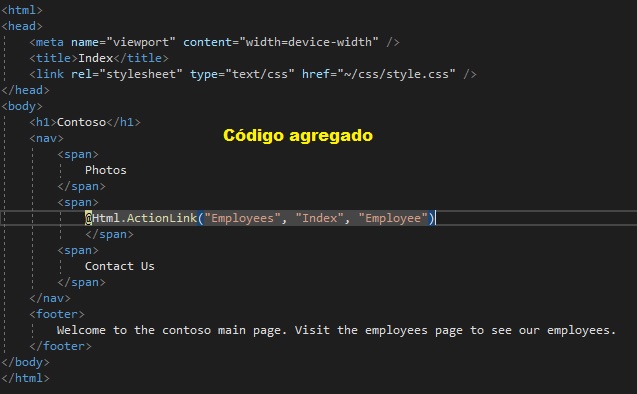 <html>
<head>
<meta name="viewport" content="width=device-width" />
<title>Index</title>
<link rel="stylesheet" type="text/css" href="~/css/style.css" />
</head>
<body>
<h1>Contoso</h1>
Código agregado
<nav>
<span>
Photos
</span>
<span>
@Html.ActionLink("Employees", "Index", "Employee")
</span>
<span>
Contact Us
</span>
</nav>
<footer>
Welcome to the contoso main page. Visit the employees page to see our employees.
</footer>
</body>
</html>